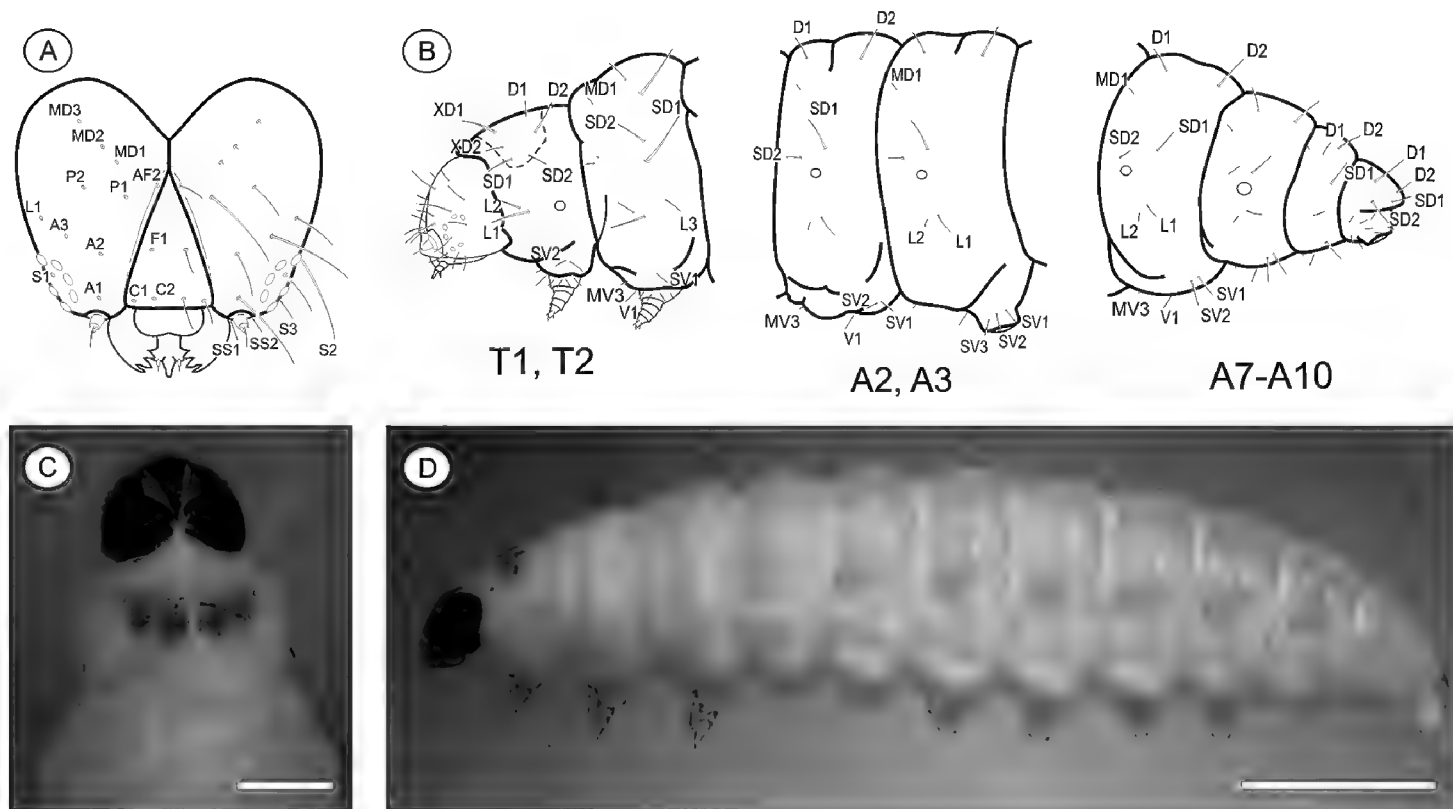 A
MD3
MD2
MD1
P2
P1
AF2
L1
A3
A2
F1
S1
A1
C1
C2
SS1
SS2
S3
S2
B
XD1
D1
D2
MD1
SD1
SD2
XD2
SD1
SD2
L2
L1
L3
SV2
SV1
MV3
V1
T1, T2
D1
D2
MD1
SD1
SD2
L2
L1
SV2
SV1
MV3
V1
SV3
SV2
SV1
A2, A3
D1
D2
MD1
SD2
SD1
D1
D2
D1
SD1
D2
SD1
SD2
L2
L1
SV1
MV3
V1
SV2
A7-A10
C
D